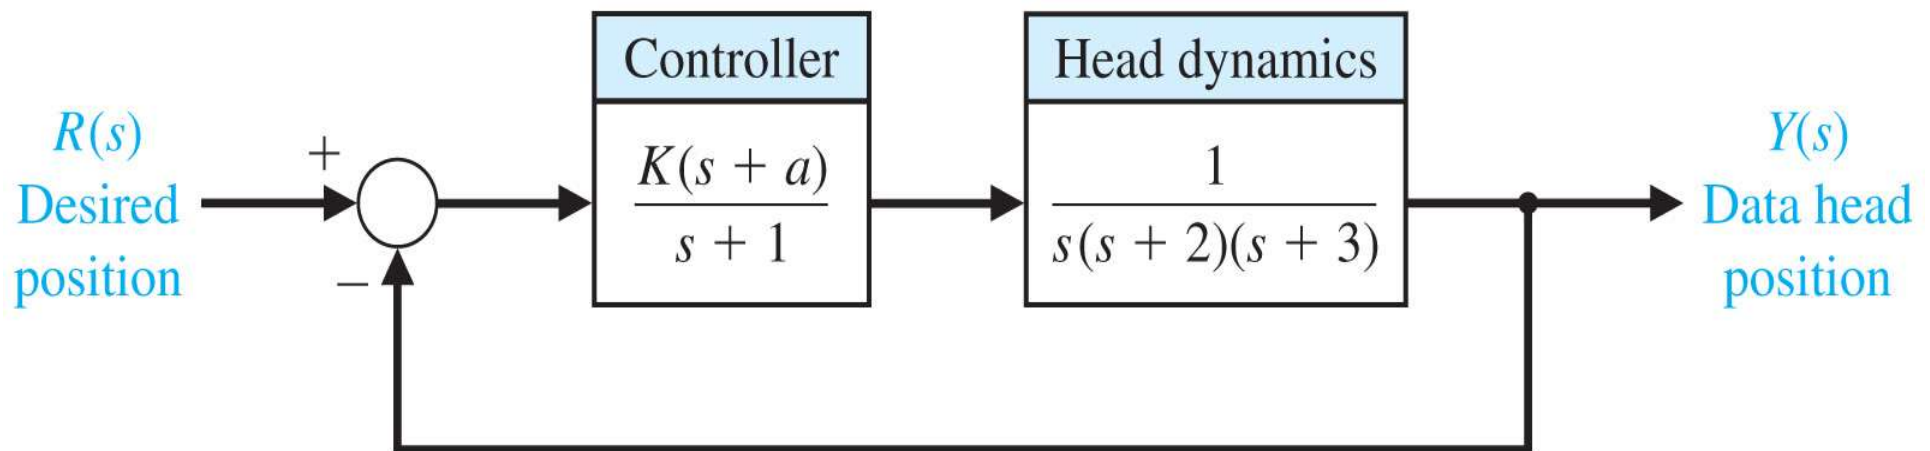 Controller
Head dynamics
R(s)
Desired
position
+
−
K(s + a)
s + 1
1
s(s + 2)(s + 3)
Y(s)
Data head
position